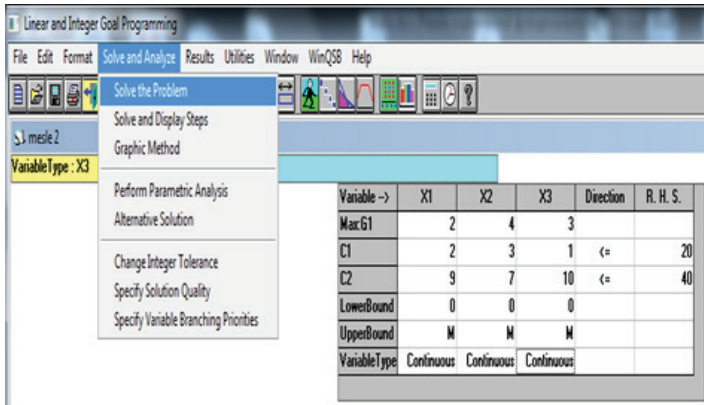 Linear and Integer Goal Programming
File Edit Format Solve and Analyze Results Utilities Window WinQSB Help
Solve the Problem
Solve and Display Steps
Graphic Method
Perform Parametric Analysis
Alternative Solution
Change Integer Tolerance
Specify Solution Quality
Specify Variable Branching Priorities
mesle 2
VariableType : X3
Variable --> X1 X2 X3 Direction R. H. S.
Max:G1 2 4 3
C1 2 3 1 <= 20
C2 9 7 10 <= 40
LowerBound 0 0 0
UpperBound M M M
VariableType Continuous Continuous Continuous